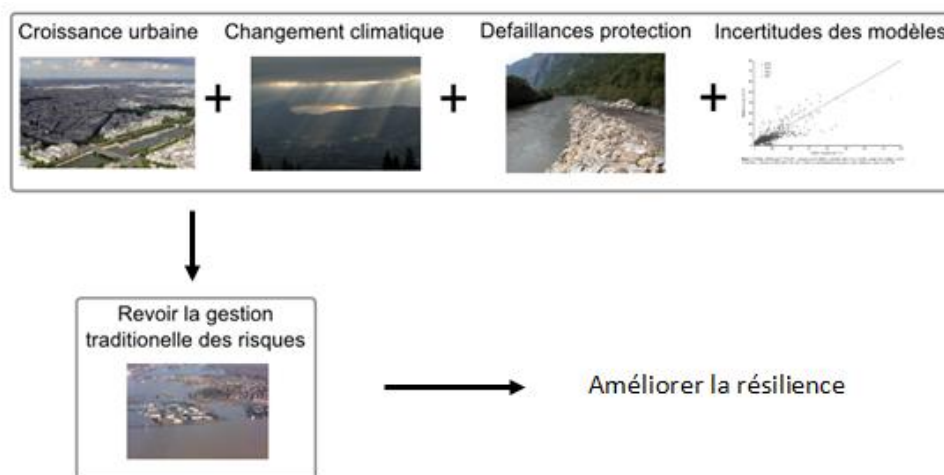 Croissance urbaine
Changement climatique
Defaillances protection
Incertitudes des modèles
+
+
+
Revoir la gestion
traditionelle des risques
Améliorer la résilience